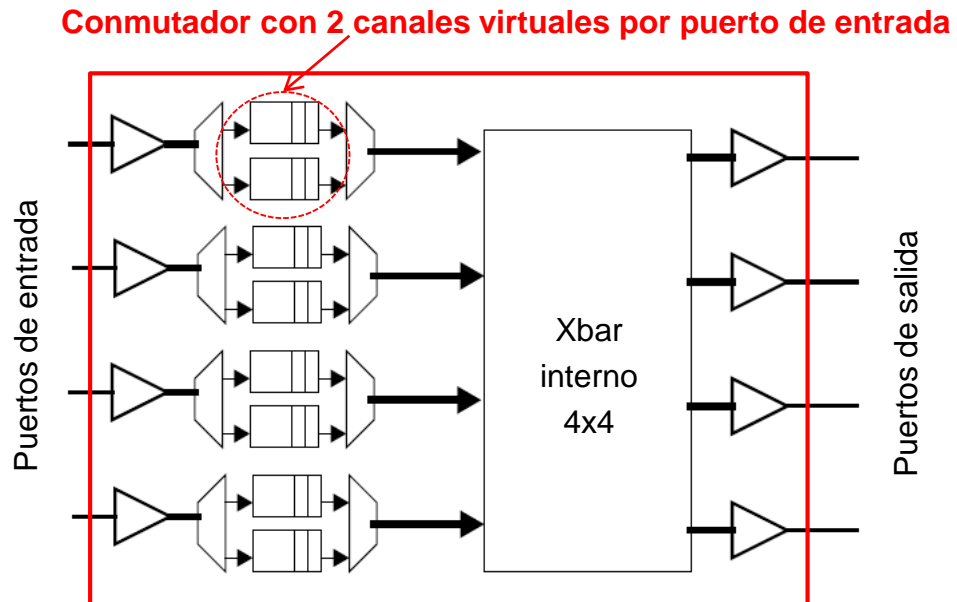 Conmutador con 2 canales virtuales por puerto de entrada
Puertos de entrada
Xbar
interno
4x4
Puertos de salida